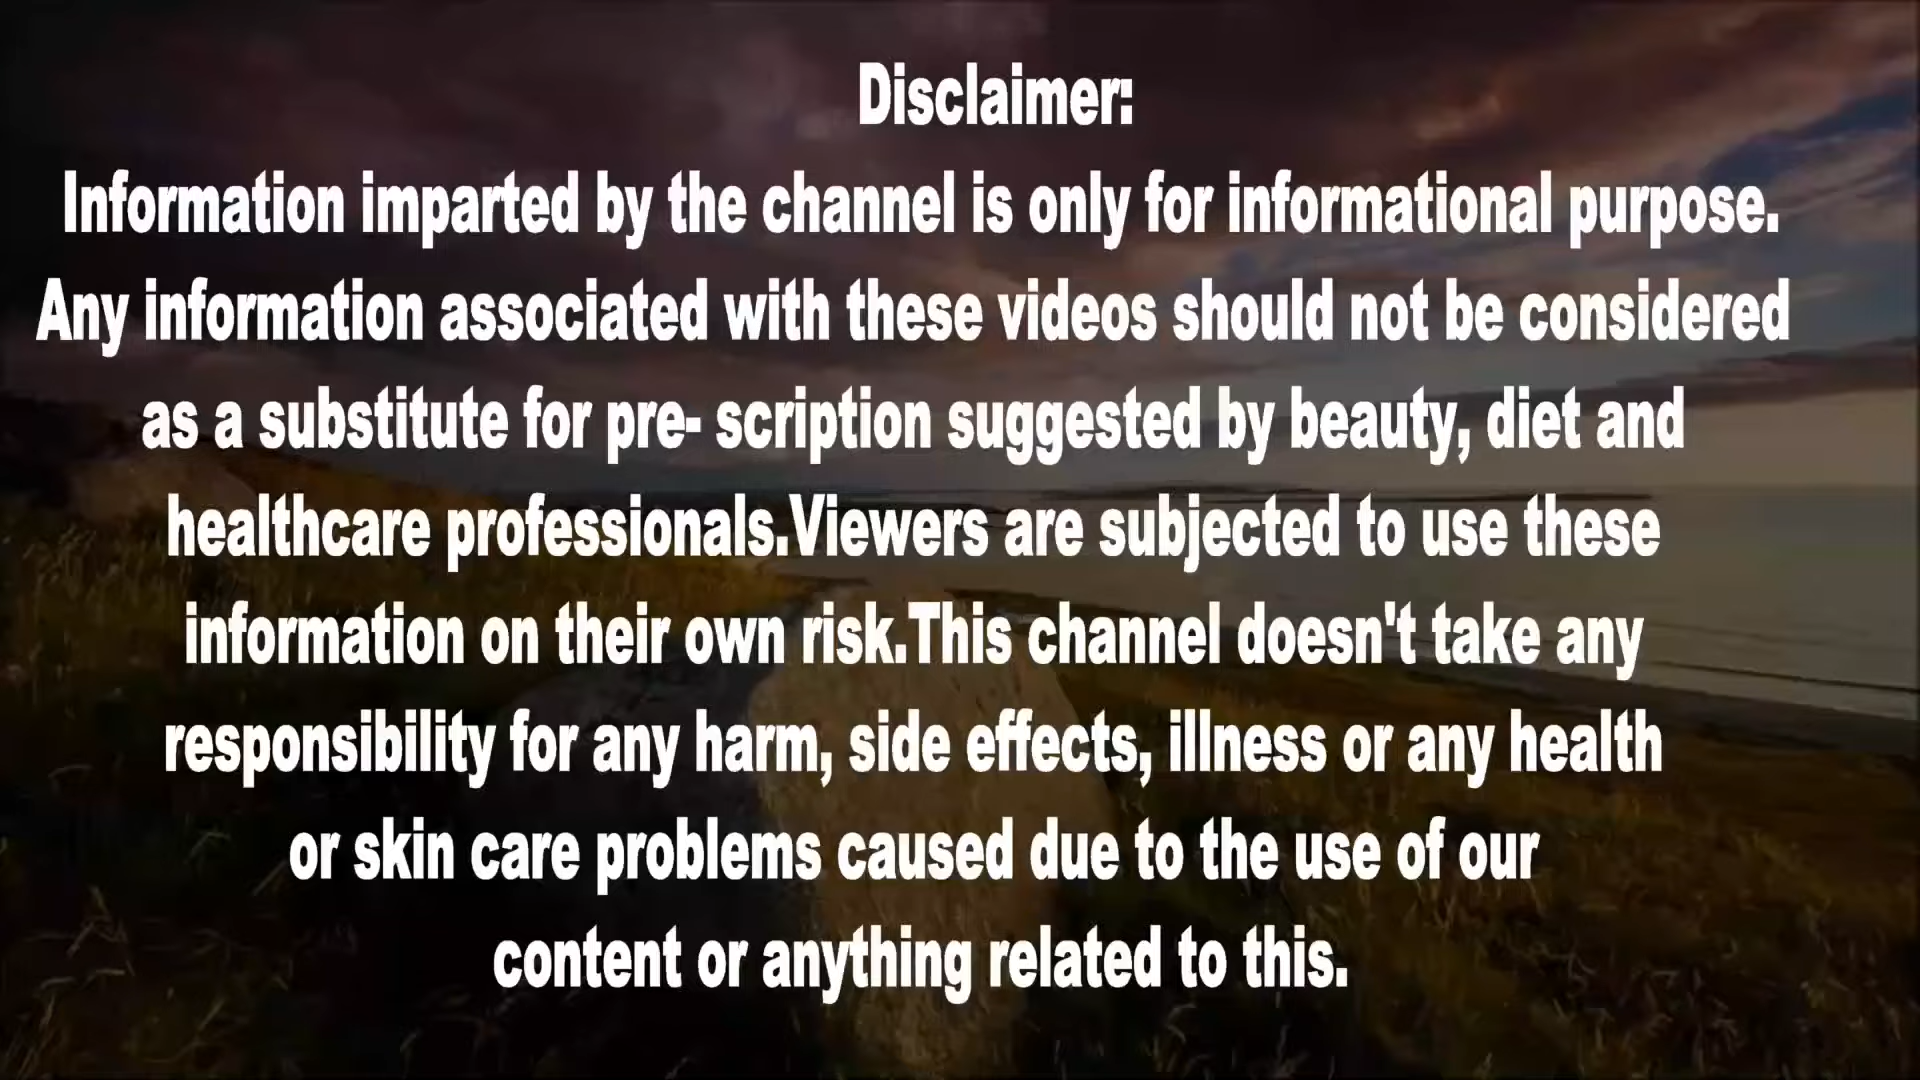 Disclaimer:
Information imparted by the channel is only for informational purpose.
Any information associated with these videos should not be considered
as a substitute for pre- scription suggested by beauty, diet and
healthcare professionals.Viewers are subjected to use these
information on their own risk.This channel doesn't take any
responsibility for any harm, side effects, illness or any health
or skin care problems caused due to the use of our
content or anything related to this.